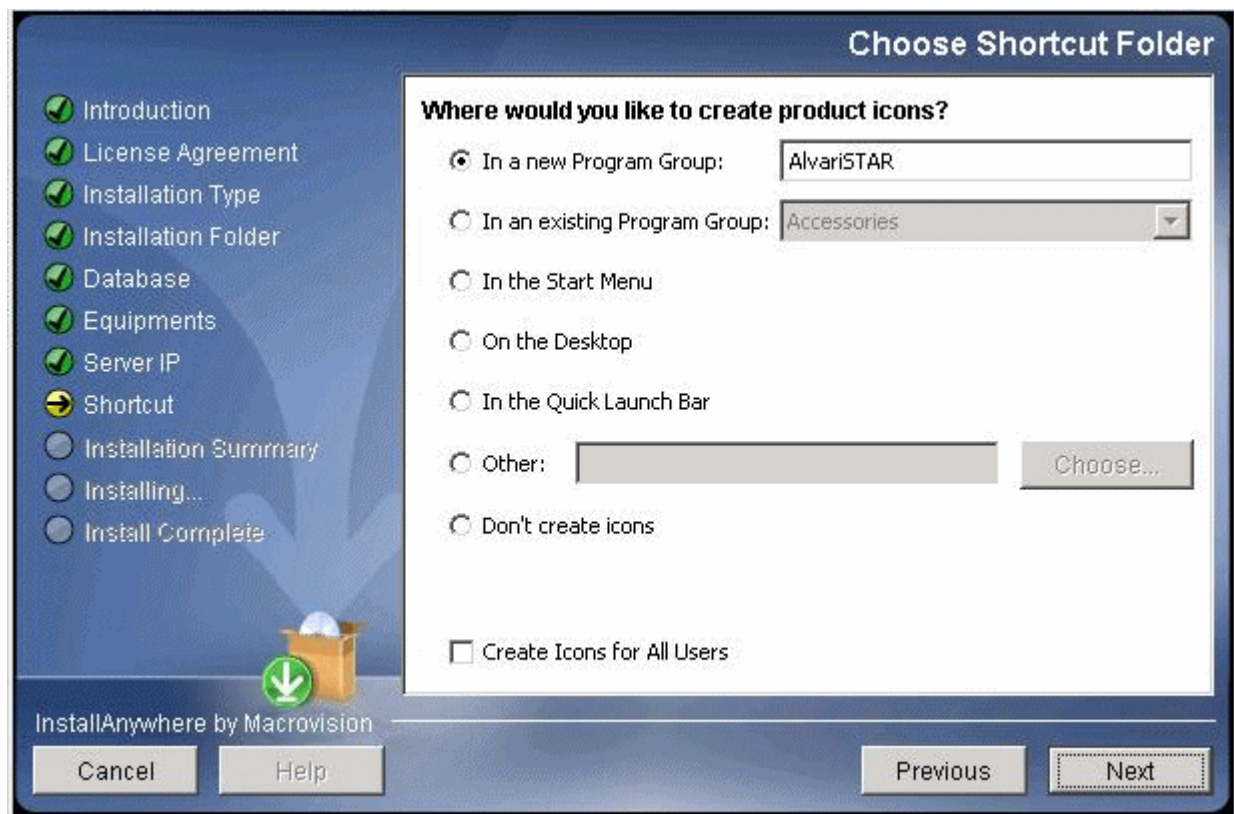 Choose Shortcut Folder
Introduction
License Agreement
Installation Type
Installation Folder
Database
Equipments
Server IP
Shortcut
Installation Summary
Installing...
Install Complete
Where would you like to create product icons?
In a new Program Group: AlvariSTAR
In an existing Program Group: Accessories
In the Start Menu
On the Desktop
In the Quick Launch Bar
Other: Choose...
Don't create icons
Create Icons for All Users
InstallAnywhere by Macrovision
Cancel Help Previous Next